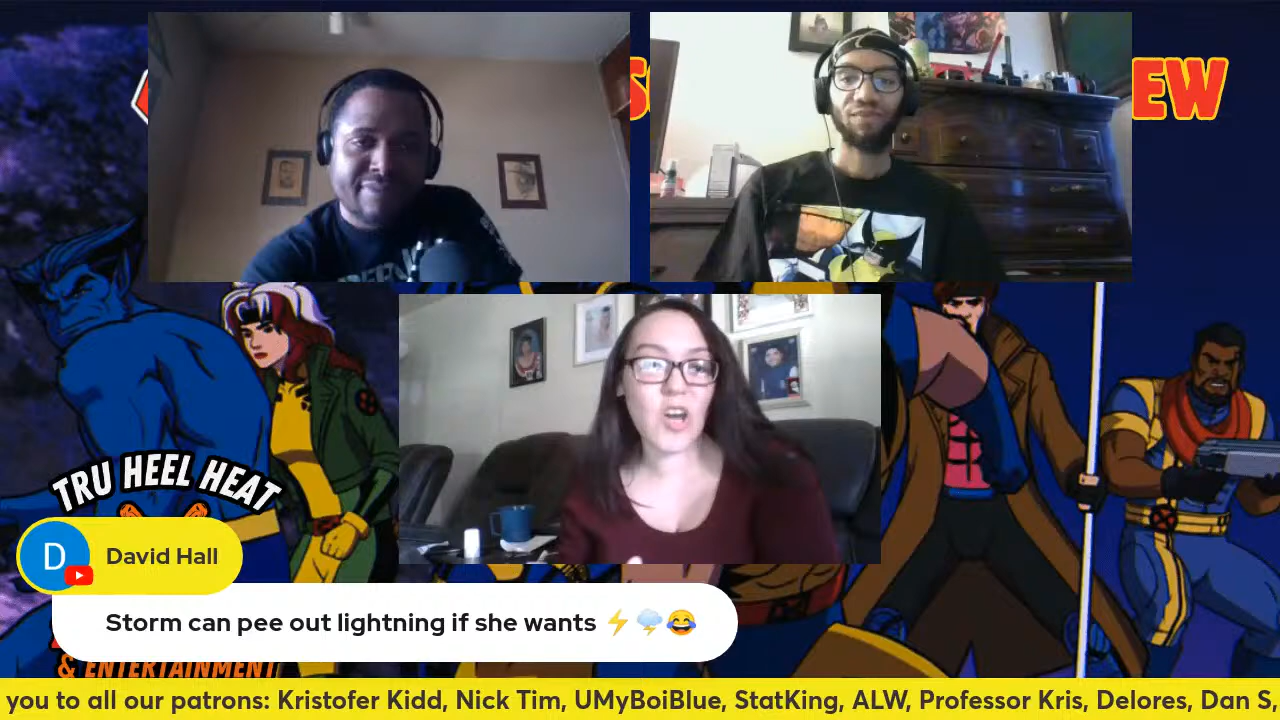 EW
TRU HEEL HEAT
D
David Hall
Storm can pee out lightning if she wants ⚡🌩️😂
& ENTERTAINMENT
you to all our patrons: Kristofer Kidd, Nick Tim, UMyBoiBlue, StatKing, ALW, Professor Kris, Delores, Dan S,